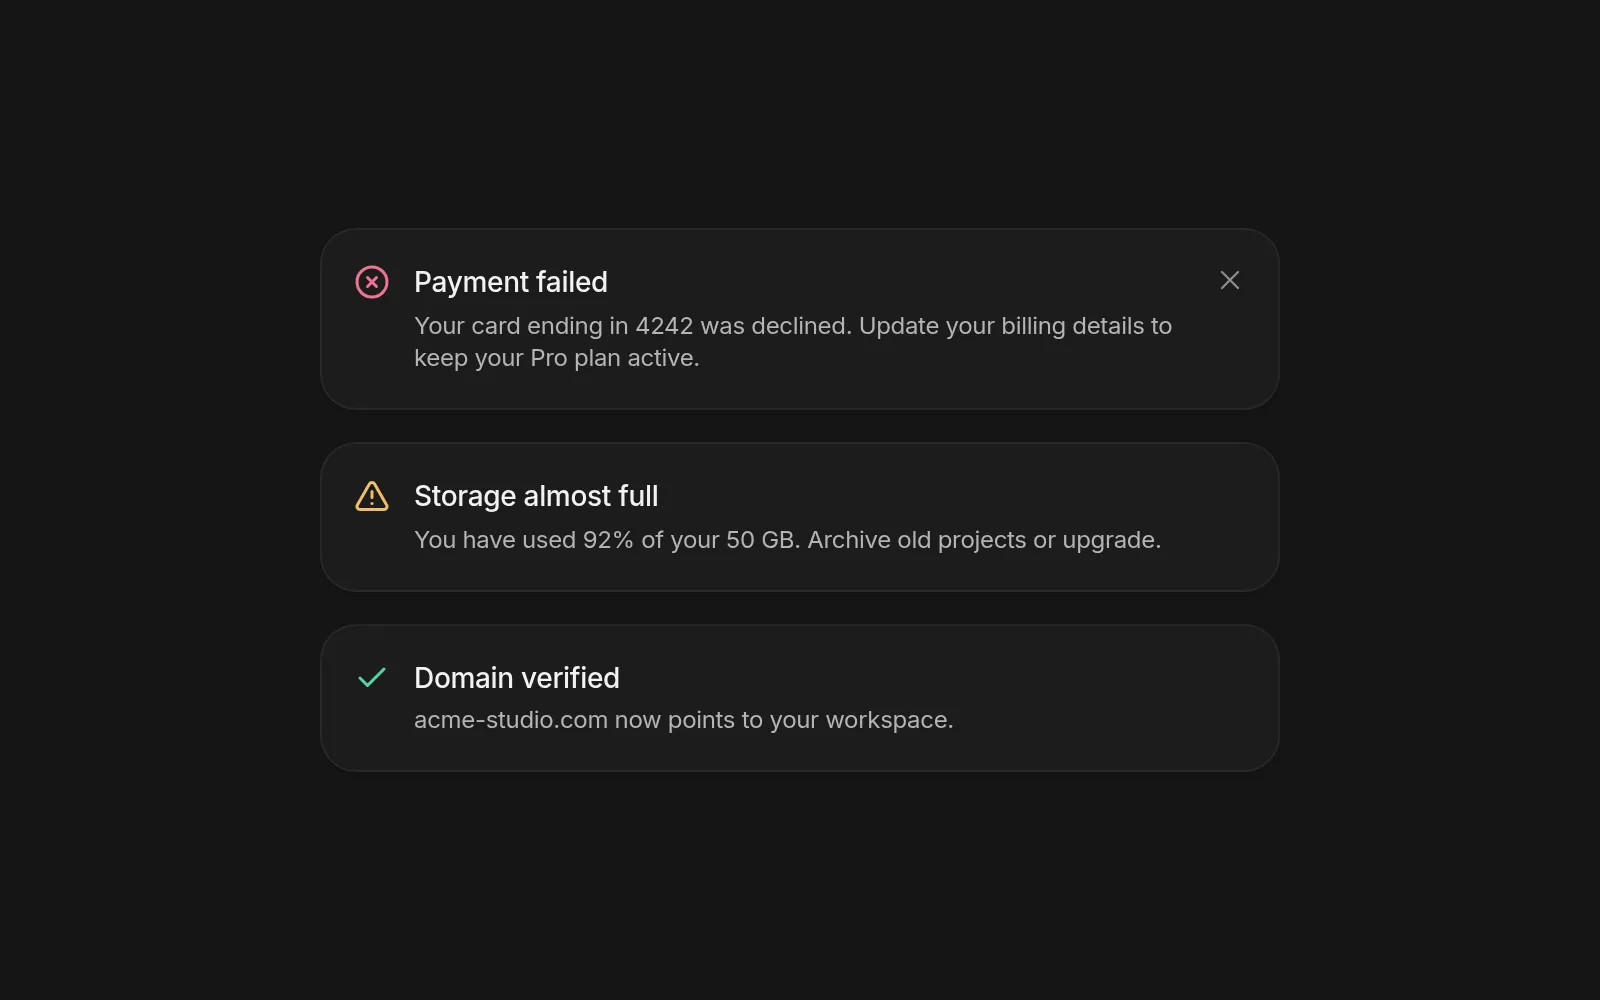 Payment failed
Your card ending in 4242 was declined. Update your billing details to
keep your Pro plan active.
Storage almost full
You have used 92% of your 50 GB. Archive old projects or upgrade.
Domain verified
acme-studio.com now points to your workspace.